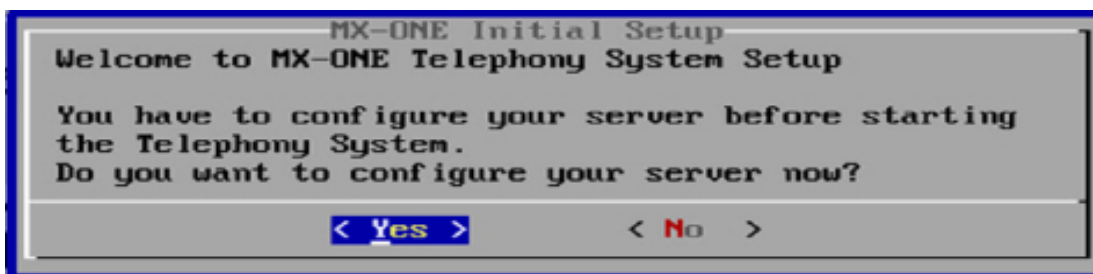 MX-ONE Initial Setup
Welcome to MX-ONE Telephony System Setup
You have to configure your server before starting
the Telephony System.
Do you want to configure your server now?
< Yes > < No >